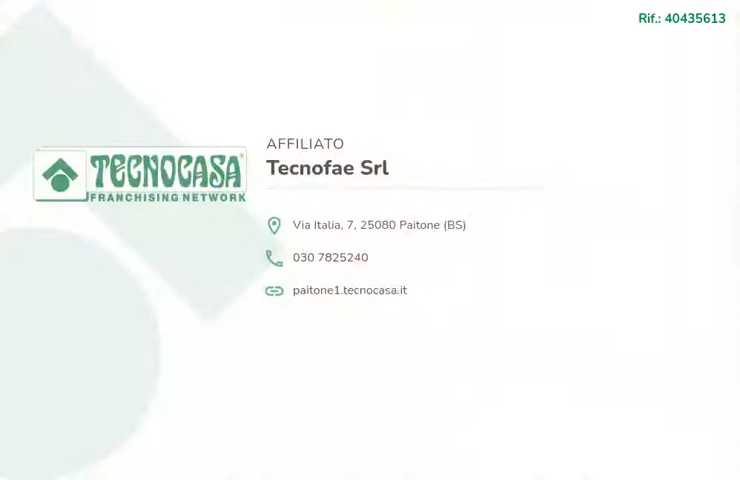 Rif.: 40435613
AFFILIATO
Tecnofae Srl
TECNOCASA
FRANCHISING NETWORK
Via Italia, 7, 25080 Paitone (BS)
030 7825240
paitone1.tecnocasa.it